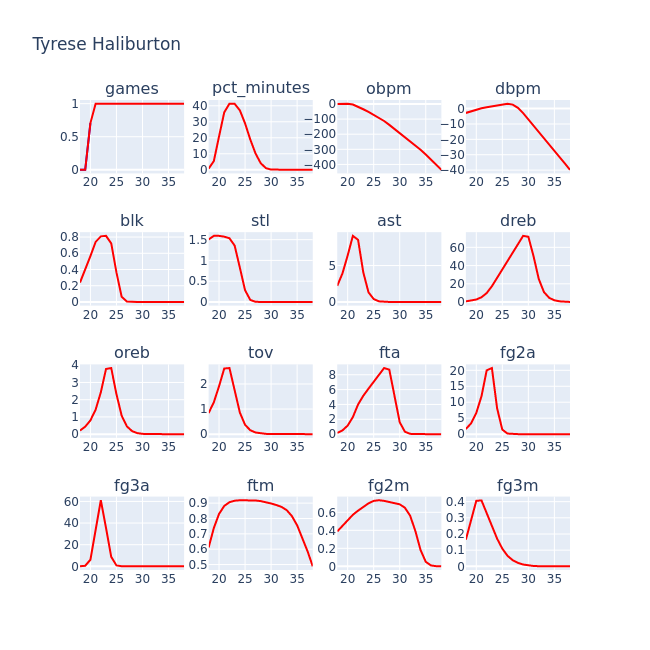 Tyrese Haliburton
games pct_minutes obpm dbpm
1 0.5 0 20 25 30 35
40 30 20 10 0 20 25 30 35
0 −100 −200 −300 −400 20 25 30 35
0 −10 −20 −30 −40 20 25 30 35
blk stl ast dreb
0.8 0.6 0.4 0.2 0 20 25 30 35
1.5 1 0.5 0 20 25 30 35
5 0 20 25 30 35
60 40 20 0 20 25 30 35
oreb tov fta fg2a
4 3 2 1 0 20 25 30 35
2 1 0 20 25 30 35
8 6 4 2 0 20 25 30 35
20 15 10 5 0 20 25 30 35
fg3a ftm fg2m fg3m
60 40 20 0 20 25 30 35
0.9 0.8 0.7 0.6 0.5 20 25 30 35
0.6 0.4 0.2 0 20 25 30 35
0.4 0.3 0.2 0.1 0 20 25 30 35